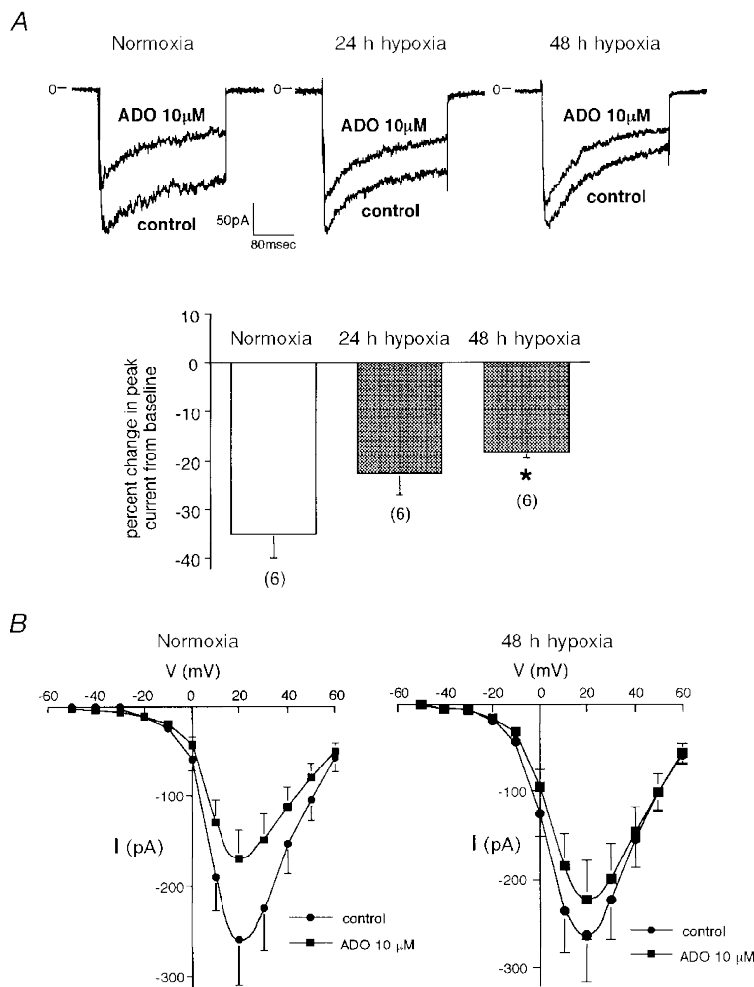 A
Normoxia 24 h hypoxia 48 h hypoxia
0 0 0
ADO 10µM ADO 10µM ADO 10µM
control control control
50pA
80msec
percent change in peak
current from baseline
10
0
-10
-20
-30
-40
Normoxia 24 h hypoxia 48 h hypoxia
*
(6) (6) (6)
B
Normoxia
V (mV)
-60 -40 -20 0 20 40 60
-100
I (pA)
-200
-300
control
ADO 10 µM
48 h hypoxia
V (mV)
-60 -40 -20 0 20 40 60
-100
I (pA)
-200
-300
control
ADO 10 µM